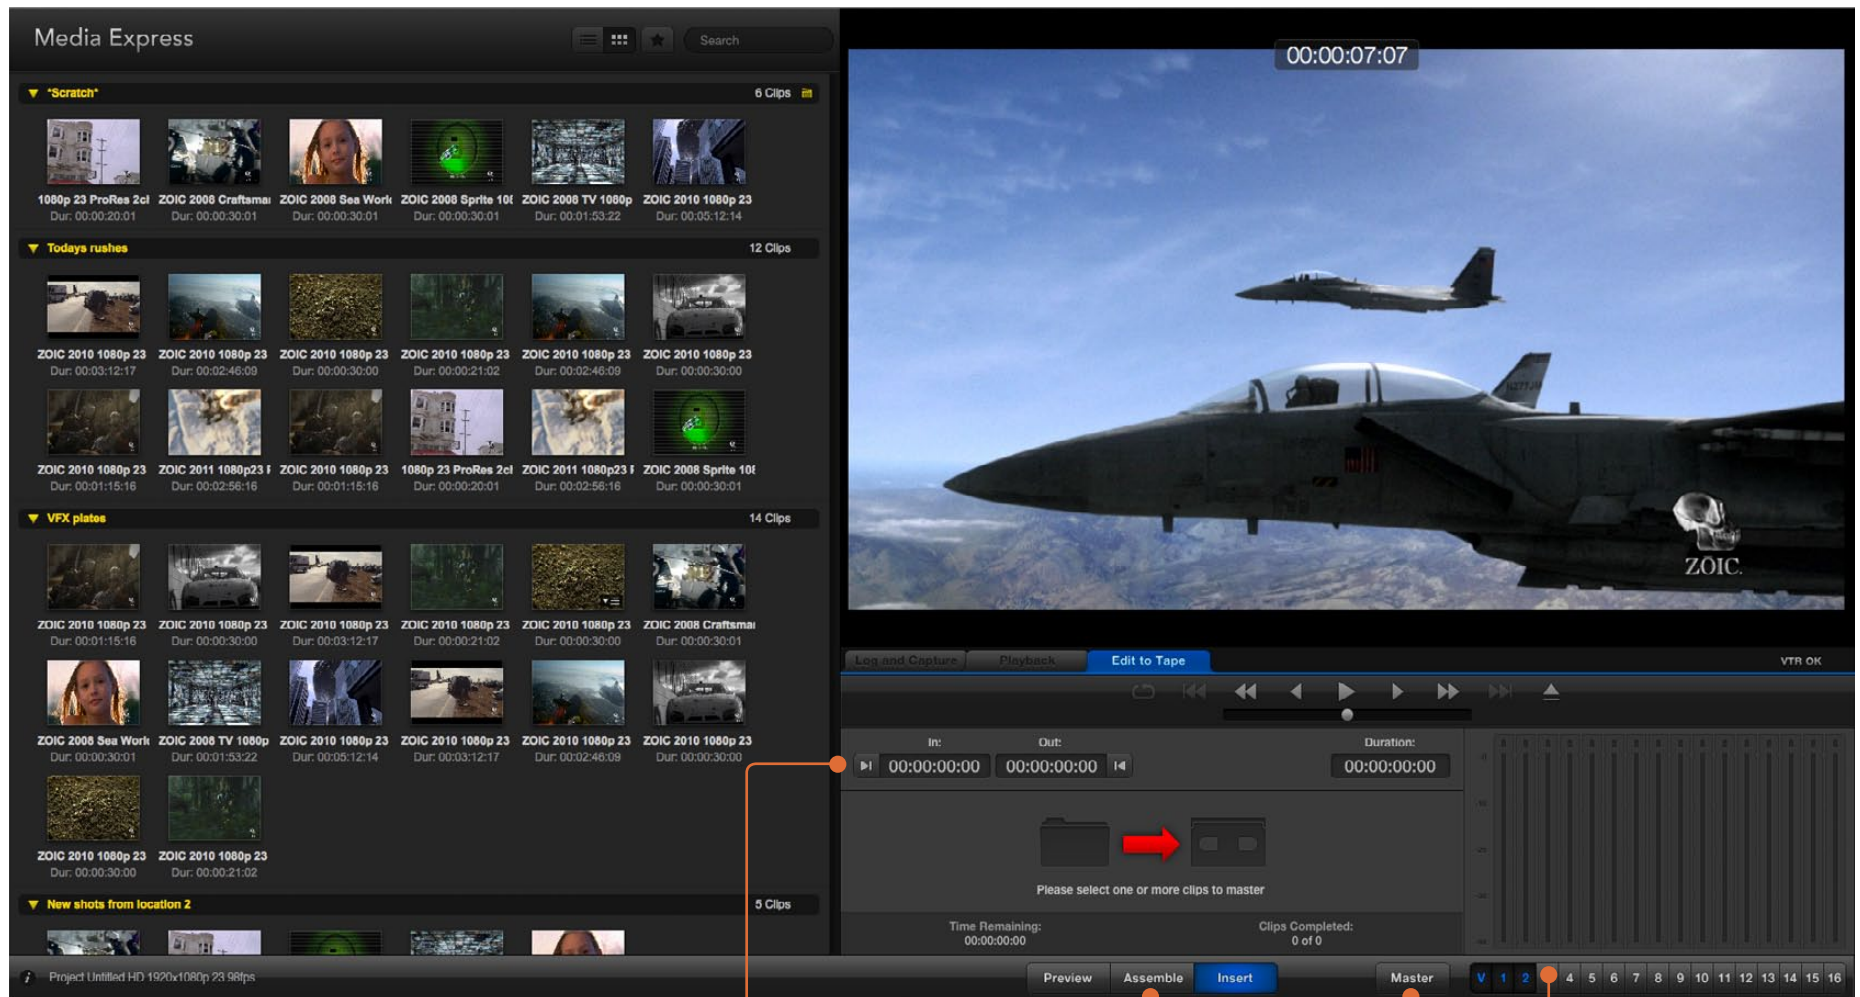 Media Express
Search
00:00:07:07
*Scratch*
6 Clips
1080p 23 ProRes 2cl ZOIC 2008 Craftsma ZOIC 2008 Sea World ZOIC 2008 Sprite 108 ZOIC 2008 TV 1080p ZOIC 2010 1080p 23
Dur: 00:00:20:01 Dur: 00:00:30:01 Dur: 00:00:30:01 Dur: 00:00:30:01 Dur: 00:01:53:22 Dur: 00:05:12:14
Todays rushes
12 Clips
ZOIC 2010 1080p 23 ZOIC 2010 1080p 23 ZOIC 2010 1080p 23 ZOIC 2010 1080p 23 ZOIC 2010 1080p 23 ZOIC 2010 1080p 23
Dur: 00:03:12:17 Dur: 00:02:46:09 Dur: 00:00:30:00 Dur: 00:00:21:02 Dur: 00:02:46:09 Dur: 00:00:30:00
ZOIC 2010 1080p 23 ZOIC 2011 1080p23 F ZOIC 2010 1080p 23 1080p 23 ProRes 2cl ZOIC 2011 1080p23 F ZOIC 2008 Sprite 108
Dur: 00:01:15:16 Dur: 00:02:56:16 Dur: 00:01:15:16 Dur: 00:00:20:01 Dur: 00:02:56:16 Dur: 00:00:30:01
VFX plates
14 Clips
ZOIC 2010 1080p 23 ZOIC 2010 1080p 23 ZOIC 2010 1080p 23 ZOIC 2010 1080p 23 ZOIC 2010 1080p 23 ZOIC 2008 Craftsma
Dur: 00:01:15:16 Dur: 00:00:30:00 Dur: 00:03:12:17 Dur: 00:00:21:02 Dur: 00:00:30:00 Dur: 00:00:30:01
ZOIC 2008 Sea World ZOIC 2008 TV 1080p ZOIC 2010 1080p 23 ZOIC 2010 1080p 23 ZOIC 2010 1080p 23 ZOIC 2010 1080p 23
Dur: 00:00:30:01 Dur: 00:01:53:22 Dur: 00:05:12:14 Dur: 00:03:12:17 Dur: 00:02:46:09 Dur: 00:00:30:00
ZOIC 2010 1080p 23 ZOIC 2010 1080p 23
Dur: 00:00:30:00 Dur: 00:00:21:02
New shots from location 2
5 Clips
Project Untitled HD 1920x1080p 23.98fps
ZOIC.
Log and Capture Playback Edit to Tape
VTR OK
In: Out: Duration:
00:00:00:00 00:00:00:00 00:00:00:00
Please select one or more clips to master
Time Remaining: Clips Completed:
00:00:00:00 0 of 0
Preview Assemble Insert Master V 1 2 4 5 6 7 8 9 10 11 12 13 14 15 16